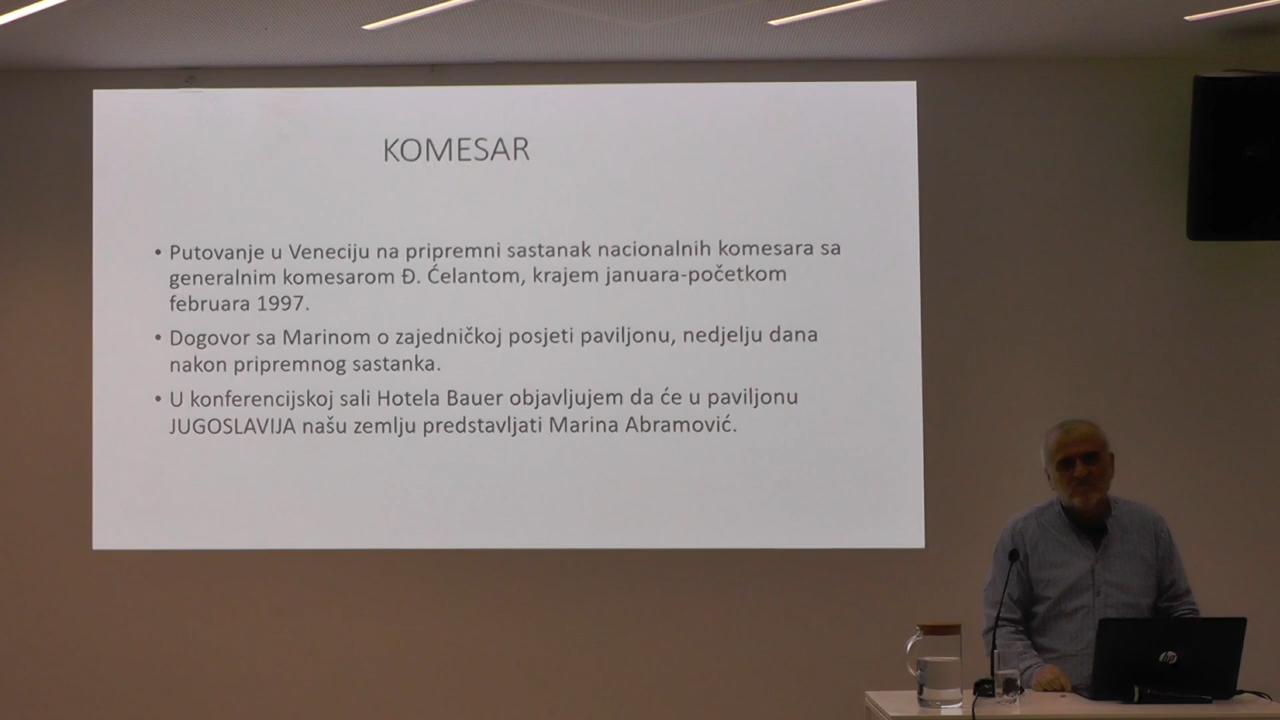 KOMESAR
• Putovanje u Veneciju na pripremni sastanak nacionalnih komesara sa
generalnim komesarom Đ. Ćelantom, krajem januara-početkom
februara 1997.
• Dogovor sa Marinom o zajedničkoj posjeti paviljonu, nedjelju dana
nakon pripremnog sastanka.
• U konferencijskoj sali Hotela Bauer objavljujem da će u paviljonu
JUGOSLAVIJA našu zemlju predstavljati Marina Abramović.
hp